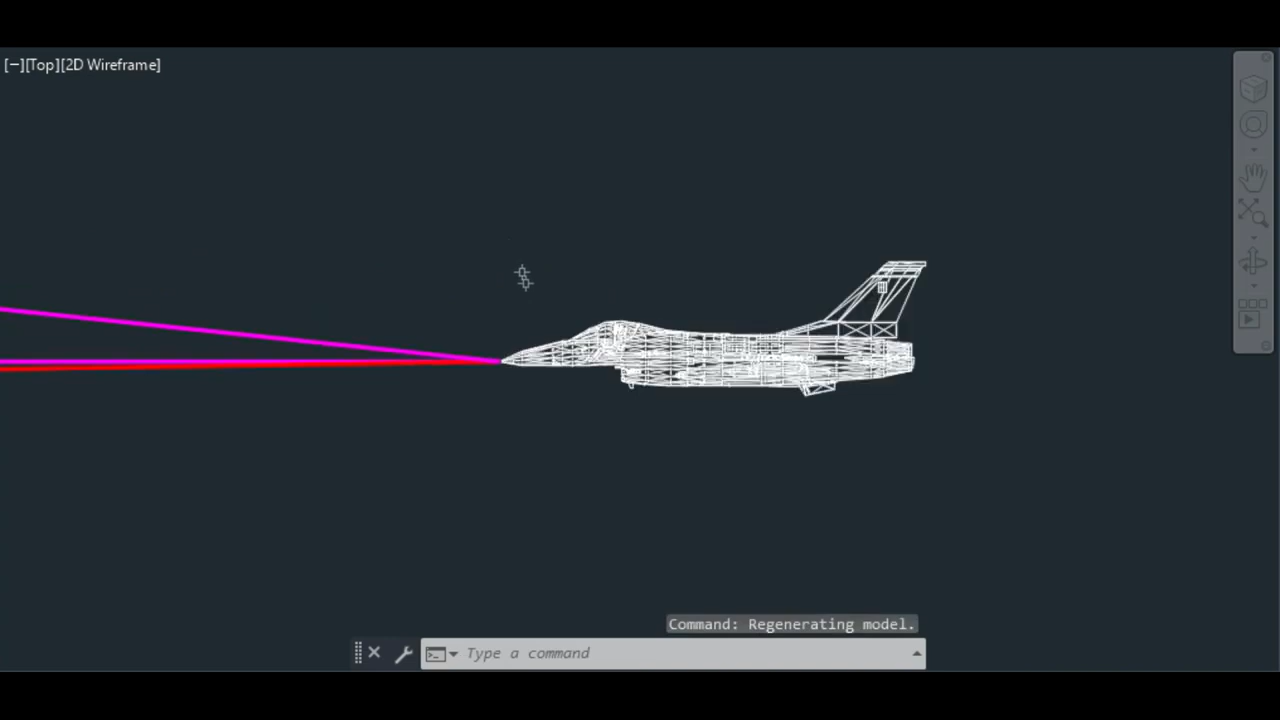 [−][Top][2D Wireframe]
Command: Regenerating model.
Type a command